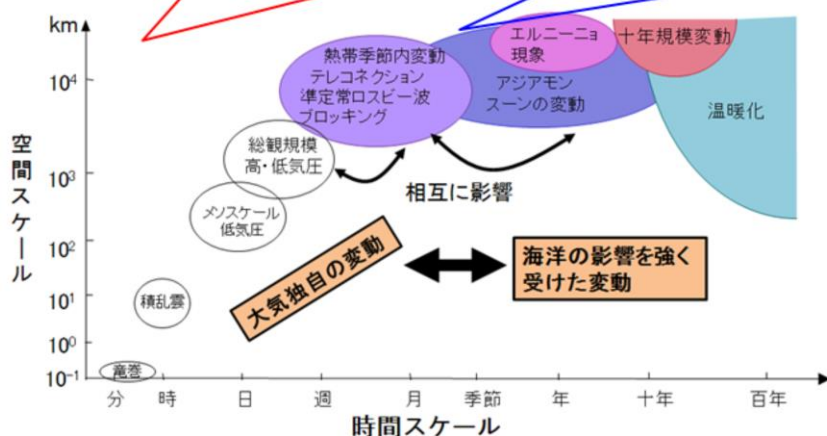 km
10⁴
10³
10²
10¹
10⁰
10⁻¹
空間スケール
エルニーニョ
現象
十年規模変動
熱帯季節内変動
テレコネクション
準定常ロスビー波
ブロッキング
アジアモン
スーンの変動
温暖化
総観規模
高・低気圧
相互に影響
メソスケール
低気圧
大気独自の変動
海洋の影響を強く
受けた変動
積乱雲
竜巻
分 時 日 週 月 季節 年 十年 百年
時間スケール